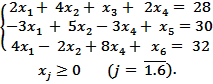 2x₁ + 4x₂ + x₃ + 2x₄ = 28
-3x₁ + 5x₂ - 3x₄ + x₅ = 30
4x₁ - 2x₂ + 8x₄ + x₆ = 32
xⱼ ≥ 0 (j = \overline{1.6}).